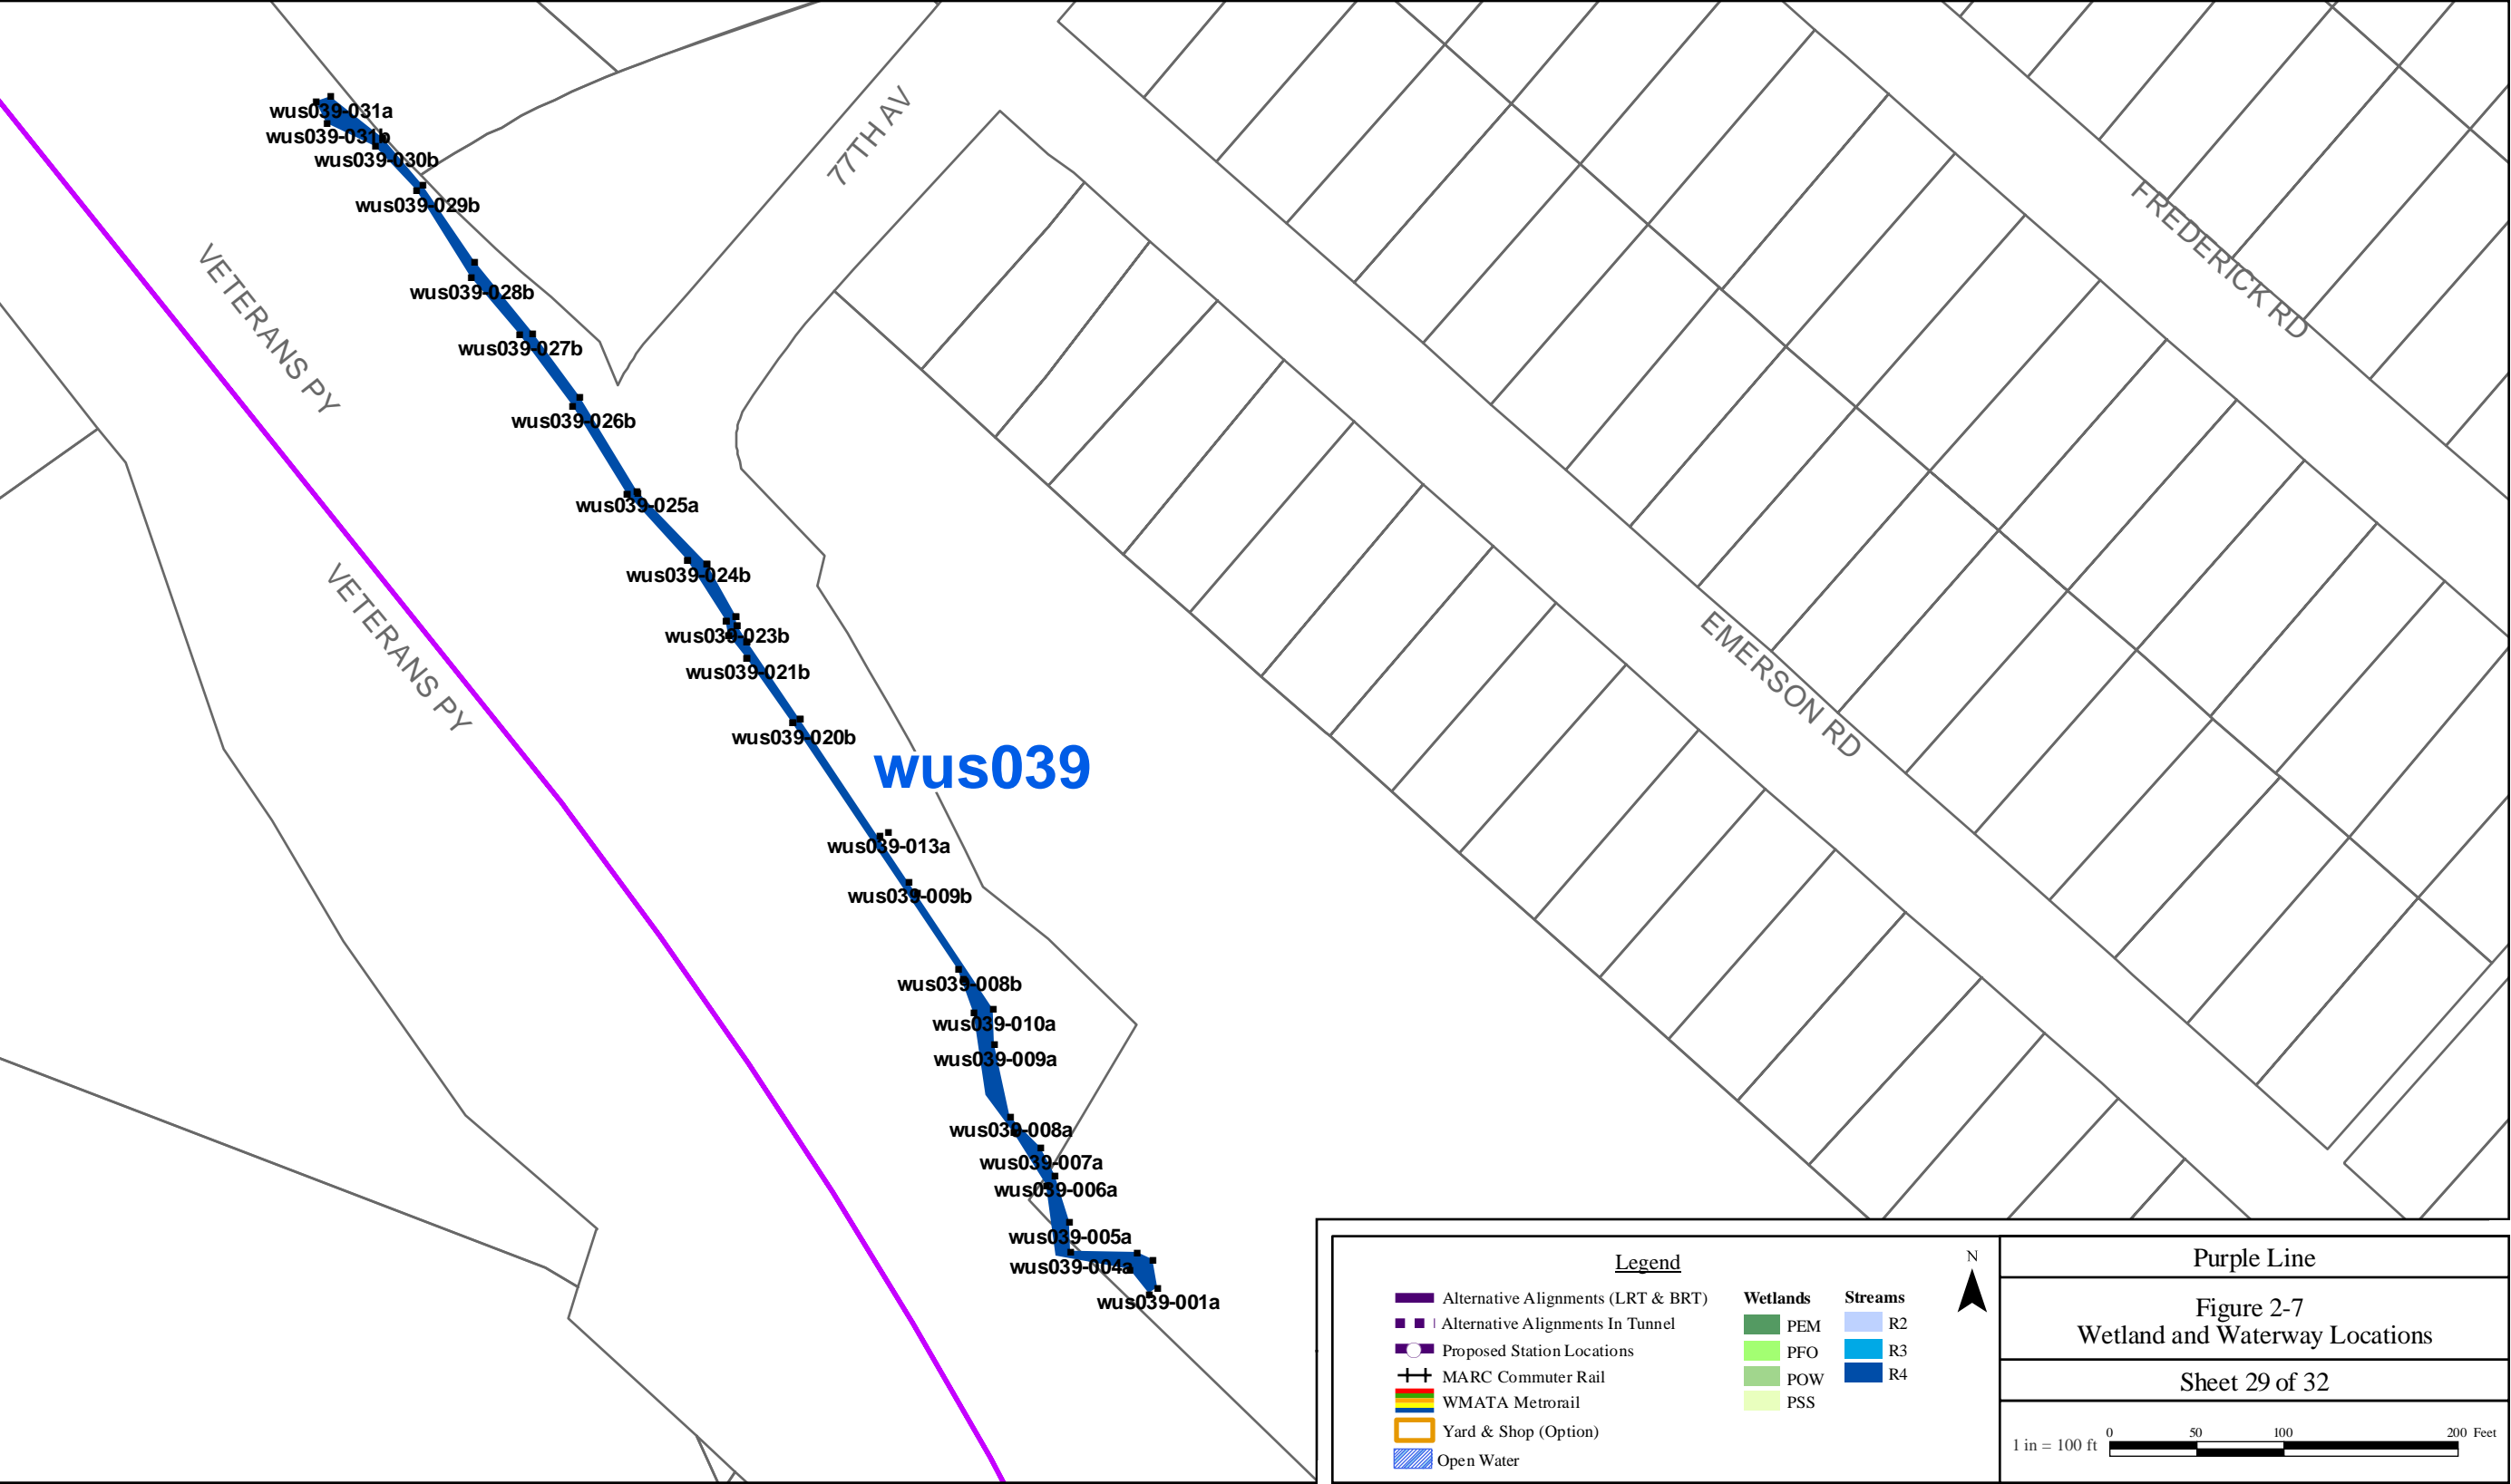 77TH AV
FREDERICK RD
wus039-031a
wus039-031b
wus039-030b
wus039-029b
VETERANS PY
wus039-028b
wus039-027b
wus039-026b
wus039-025a
wus039-024b
VETERANS PY
wus039-023b
wus039-021b
EMERSON RD
wus039-020b
wus039
wus039-013a
wus039-009b
wus039-008b
wus039-010a
wus039-009a
wus039-008a
wus039-007a
wus039-006a
wus039-005a
wus039-004a
wus039-001a
Legend
Alternative Alignments (LRT & BRT)
Alternative Alignments In Tunnel
Proposed Station Locations
MARC Commuter Rail
WMATA Metrorail
Yard & Shop (Option)
Open Water
Wetlands
PEM
PFO
POW
PSS
Streams
R2
R3
R4
N
Purple Line
Figure 2-7
Wetland and Waterway Locations
Sheet 29 of 32
1 in = 100 ft
0 50 100 200 Feet